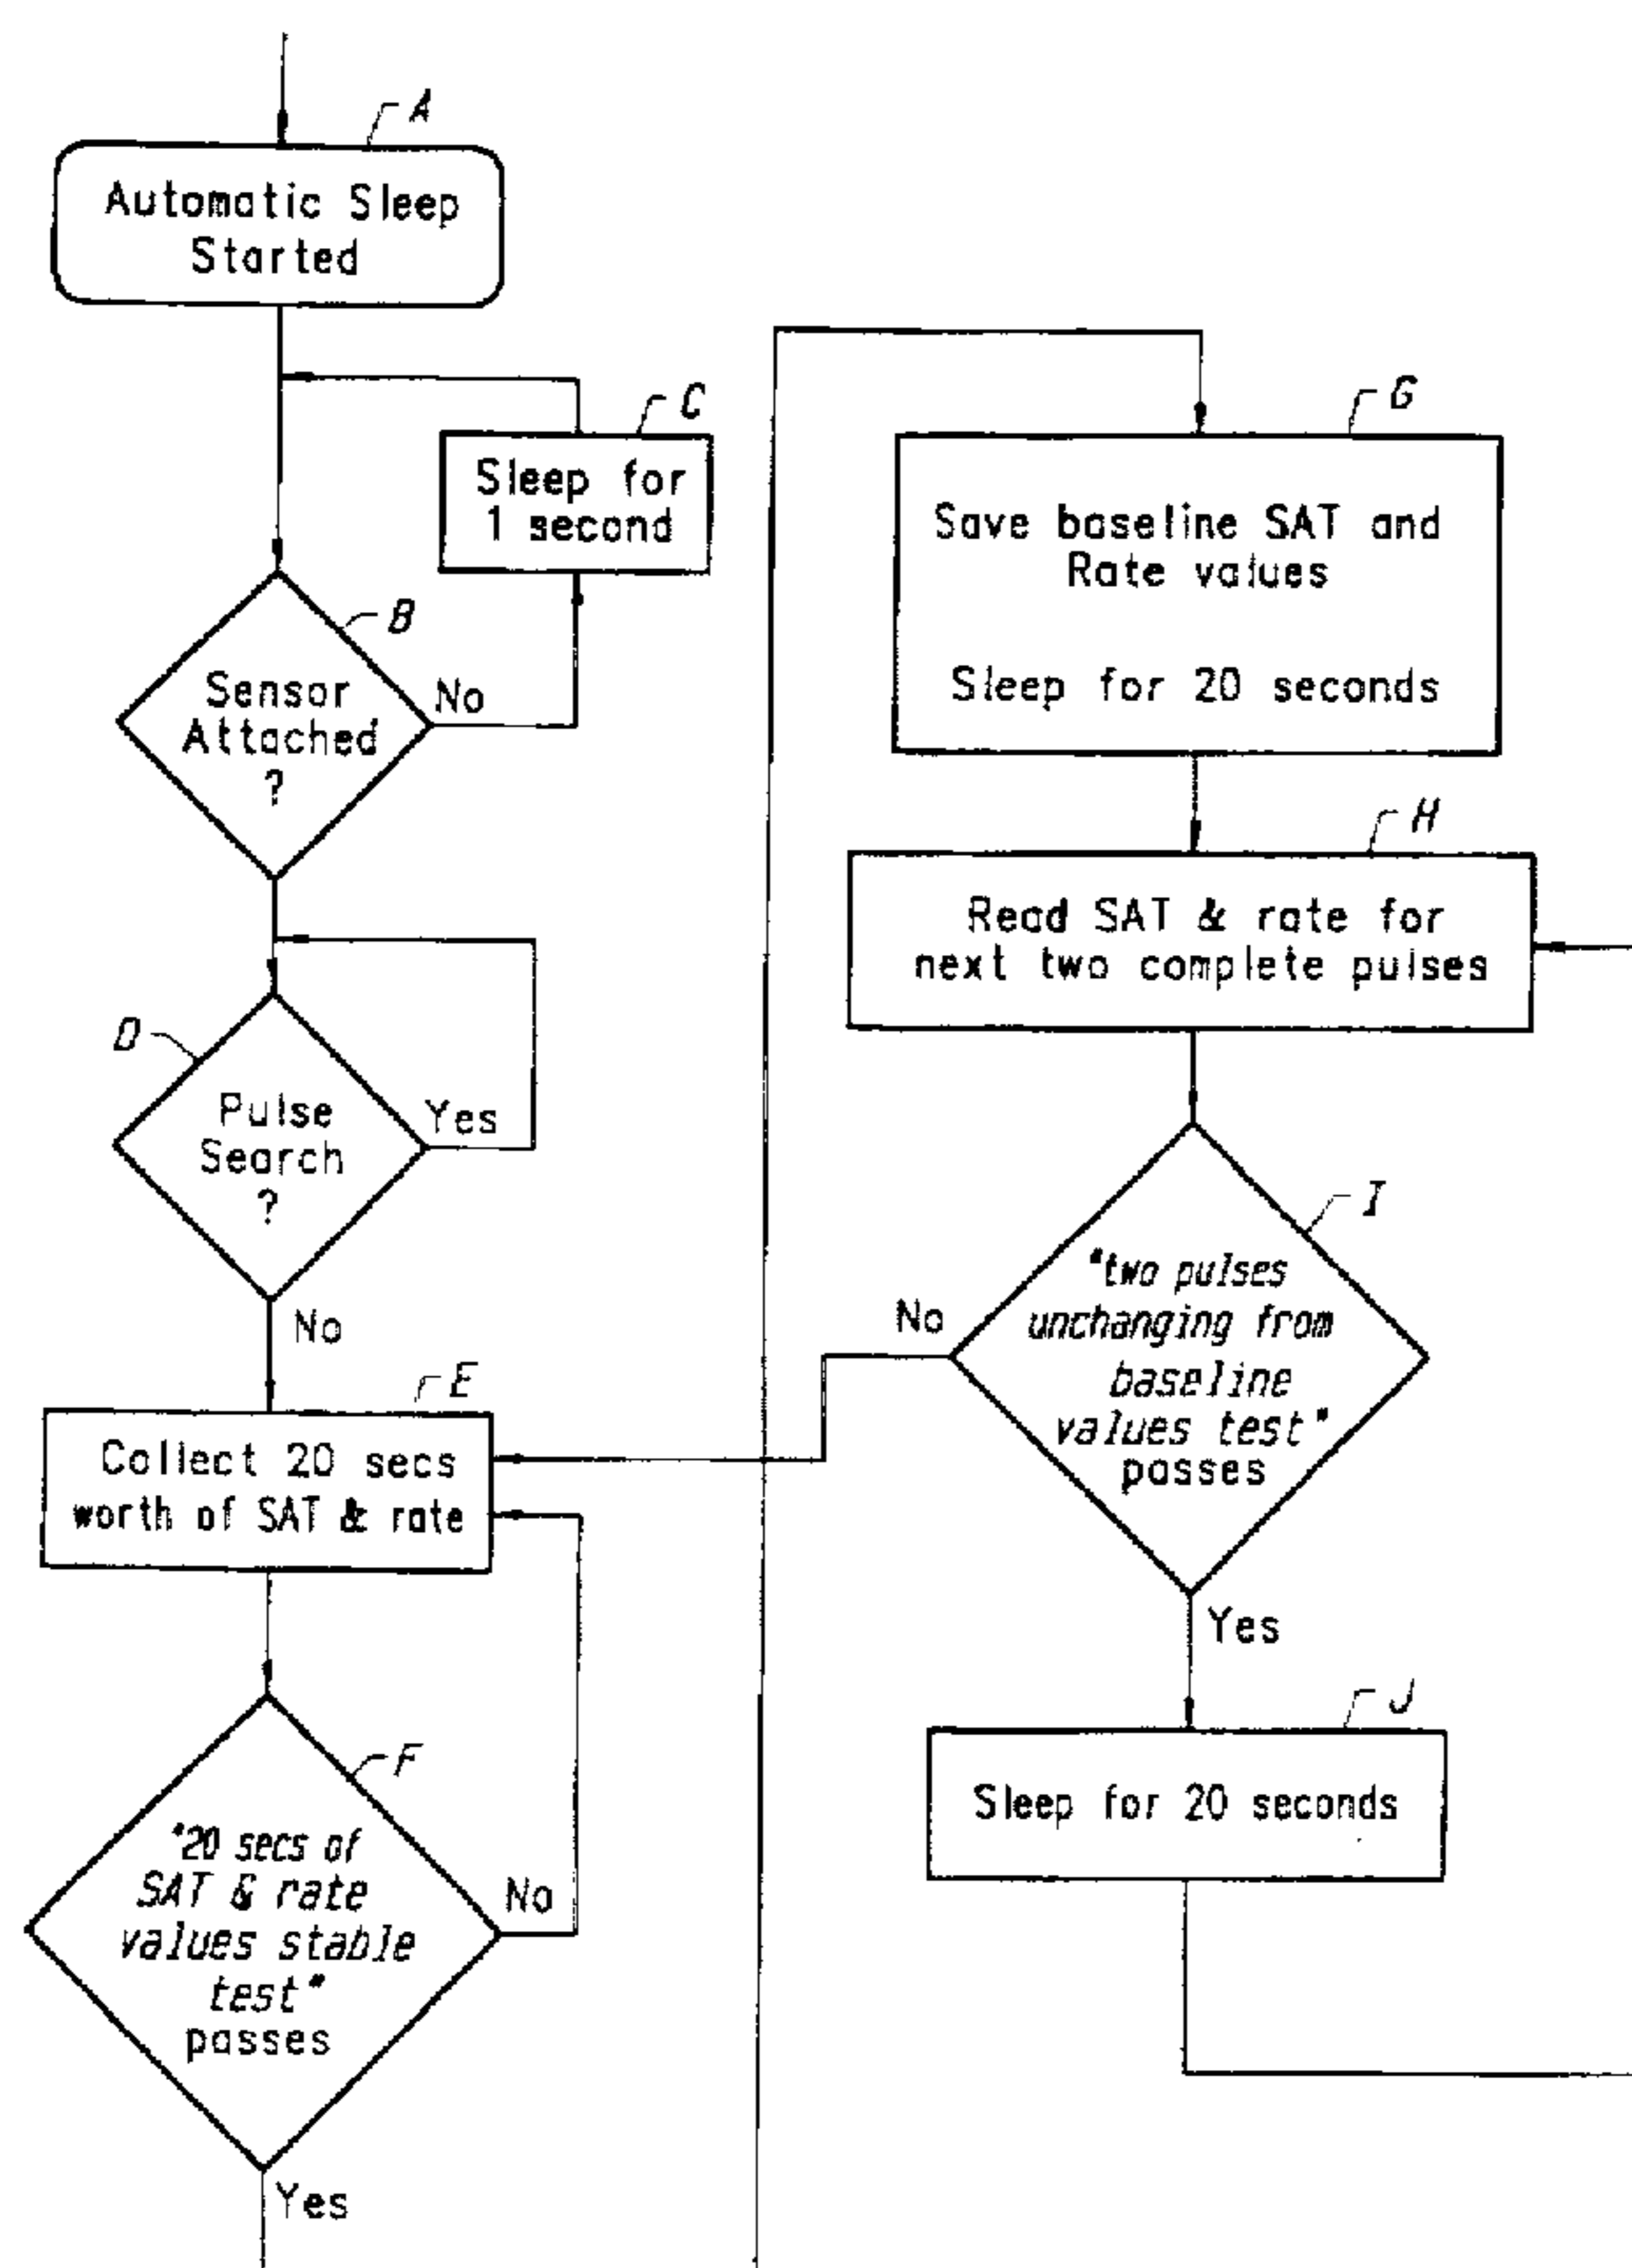 A
Automatic Sleep
Started
C
Sleep for
1 second
B
Sensor
Attached
?
No
D
Pulse
Search
?
Yes
No
E
Collect 20 secs
worth of SAT & rate
F
"20 secs of
SAT & rate
values stable
test"
passes
No
Yes
G
Save baseline SAT and
Rate values
Sleep for 20 seconds
H
Read SAT & rate for
next two complete pulses
I
"two pulses
unchanging from
baseline
values test"
passes
No
Yes
J
Sleep for 20 seconds